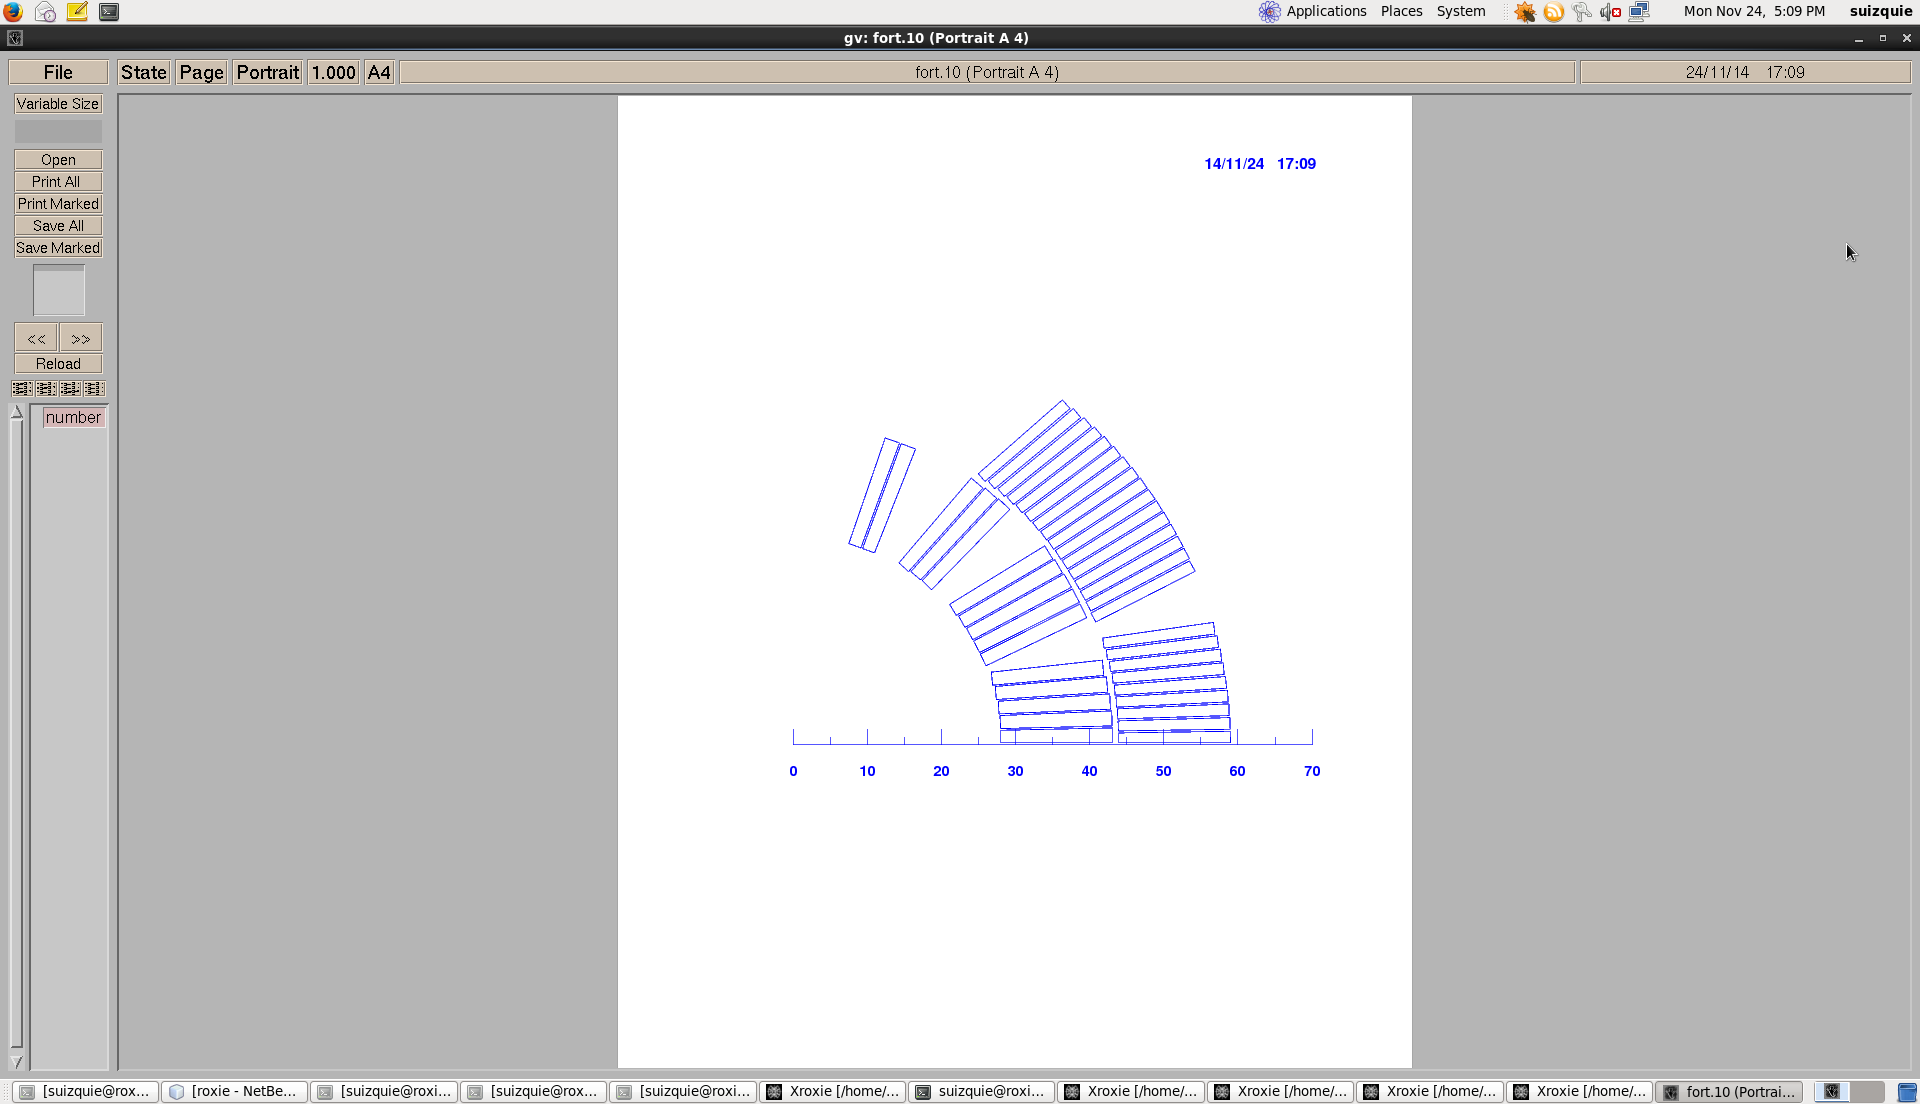 Applications Places System Mon Nov 24, 5:09 PM suizquie
gv: fort.10 (Portrait A 4)
File State Page Portrait 1.000 A4 fort.10 (Portrait A 4) 24/11/14 17:09
Variable Size
Open
Print All
Print Marked
Save All
Save Marked
<< >>
Reload
number
14/11/24 17:09
0 10 20 30 40 50 60 70
[suizquie@rox... [roxie - NetBe... [suizquie@roxi... [suizquie@rox... [suizquie@roxi... Xroxie [/home/... suizquie@roxi... Xroxie [/home/... Xroxie [/home/... Xroxie [/home/... Xroxie [/home/... fort.10 (Portrai...